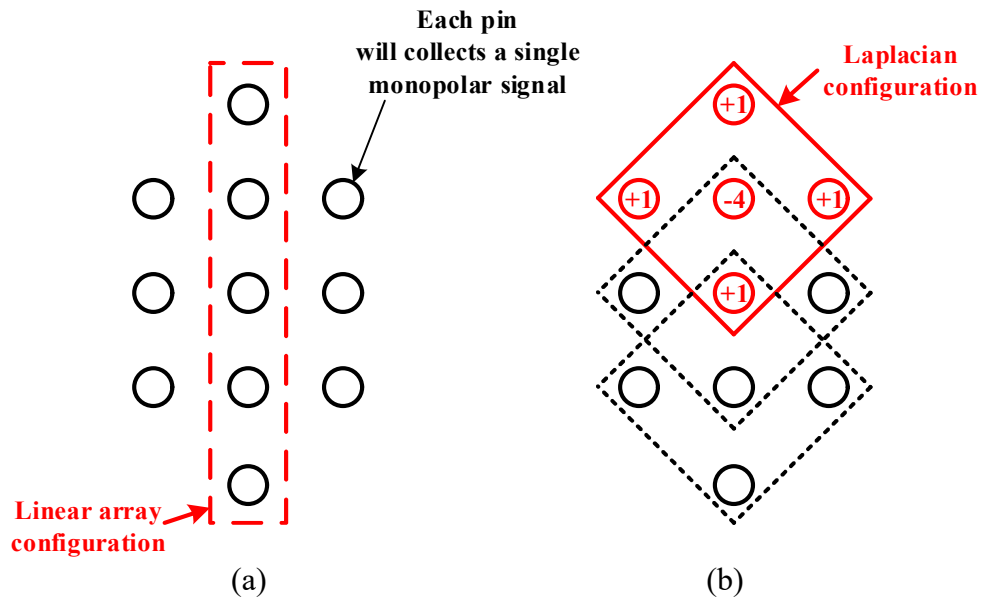 Each pin
will collects a single
monopolar signal
Linear array
configuration
(a)
Laplacian
configuration
+1
+1
-4
+1
+1
(b)